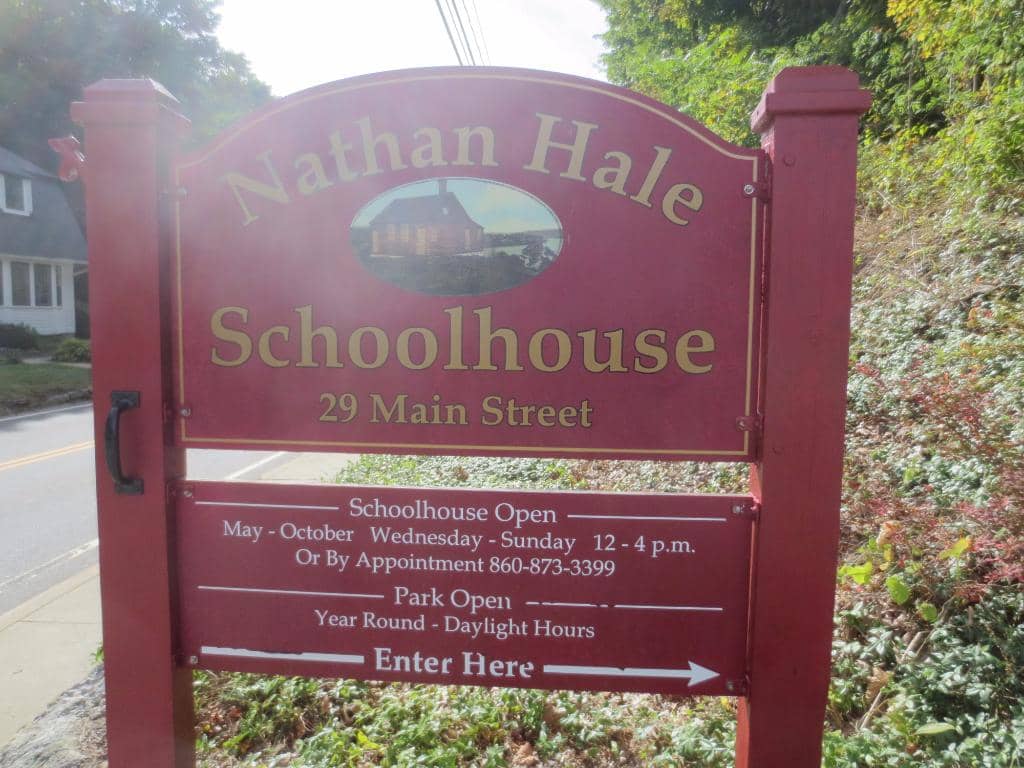 Nathan Hale
Schoolhouse
29 Main Street
Schoolhouse Open
May - October Wednesday - Sunday 12 - 4 p.m.
Or By Appointment 860-873-3399
Park Open
Year Round - Daylight Hours
Enter Here